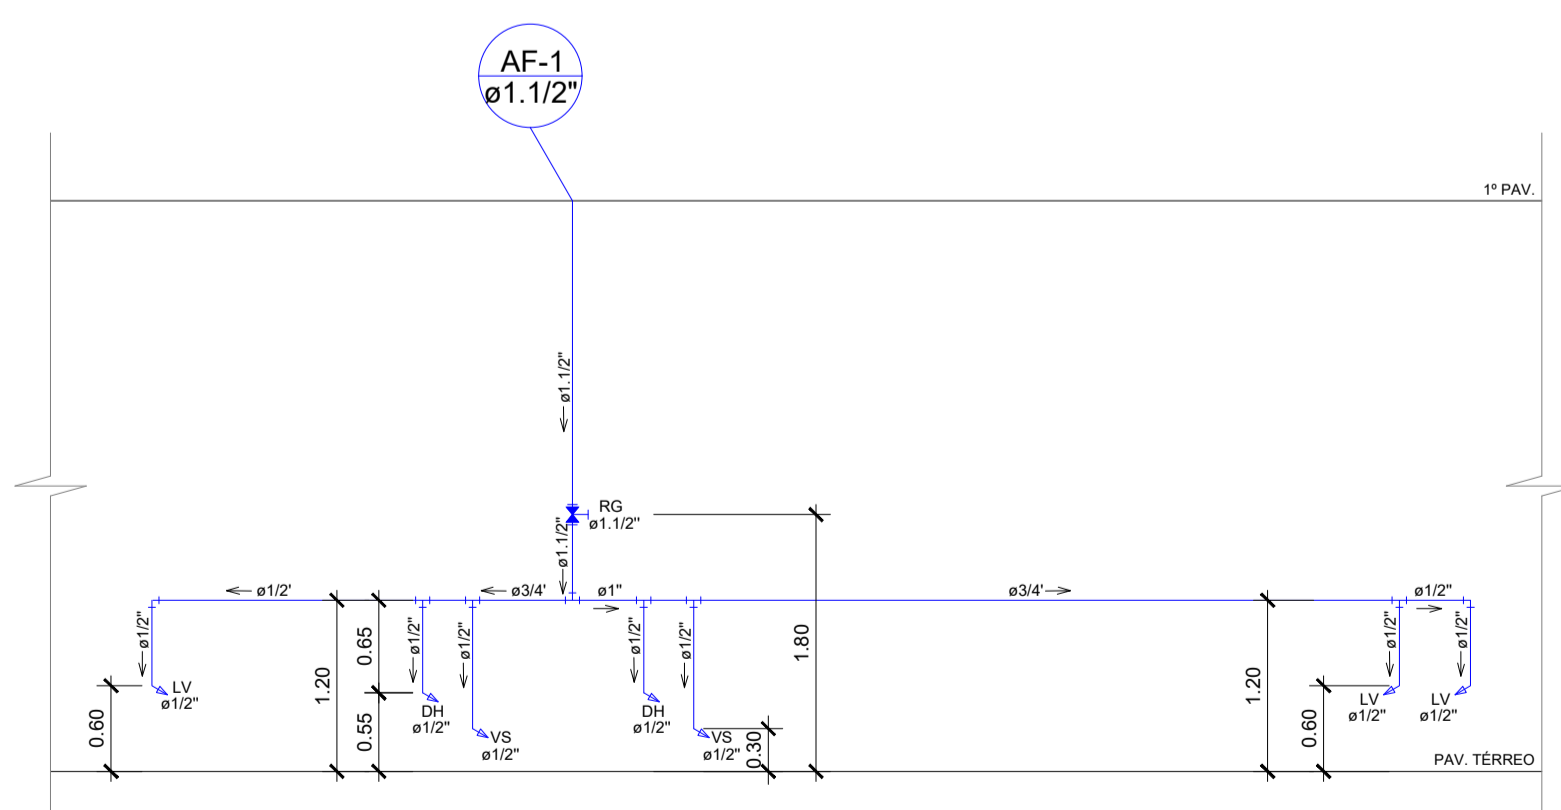 AF-1
ø1.1/2"
1º PAV.
ø1.1/2"
RG
ø1.1/2"
ø1.1/2"
ø1/2'
ø3/4'
ø1"
ø3/4'
ø1/2"
ø1/2"
0.65
ø1/2"
ø1/2"
ø1/2"
ø1/2"
1.80
ø1/2"
ø1/2"
1.20
1.20
LV
ø1/2"
DH
ø1/2"
DH
ø1/2"
LV
ø1/2"
LV
ø1/2"
0.60
0.55
VS
ø1/2"
VS
ø1/2"
0.30
0.60
PAV. TÉRREO